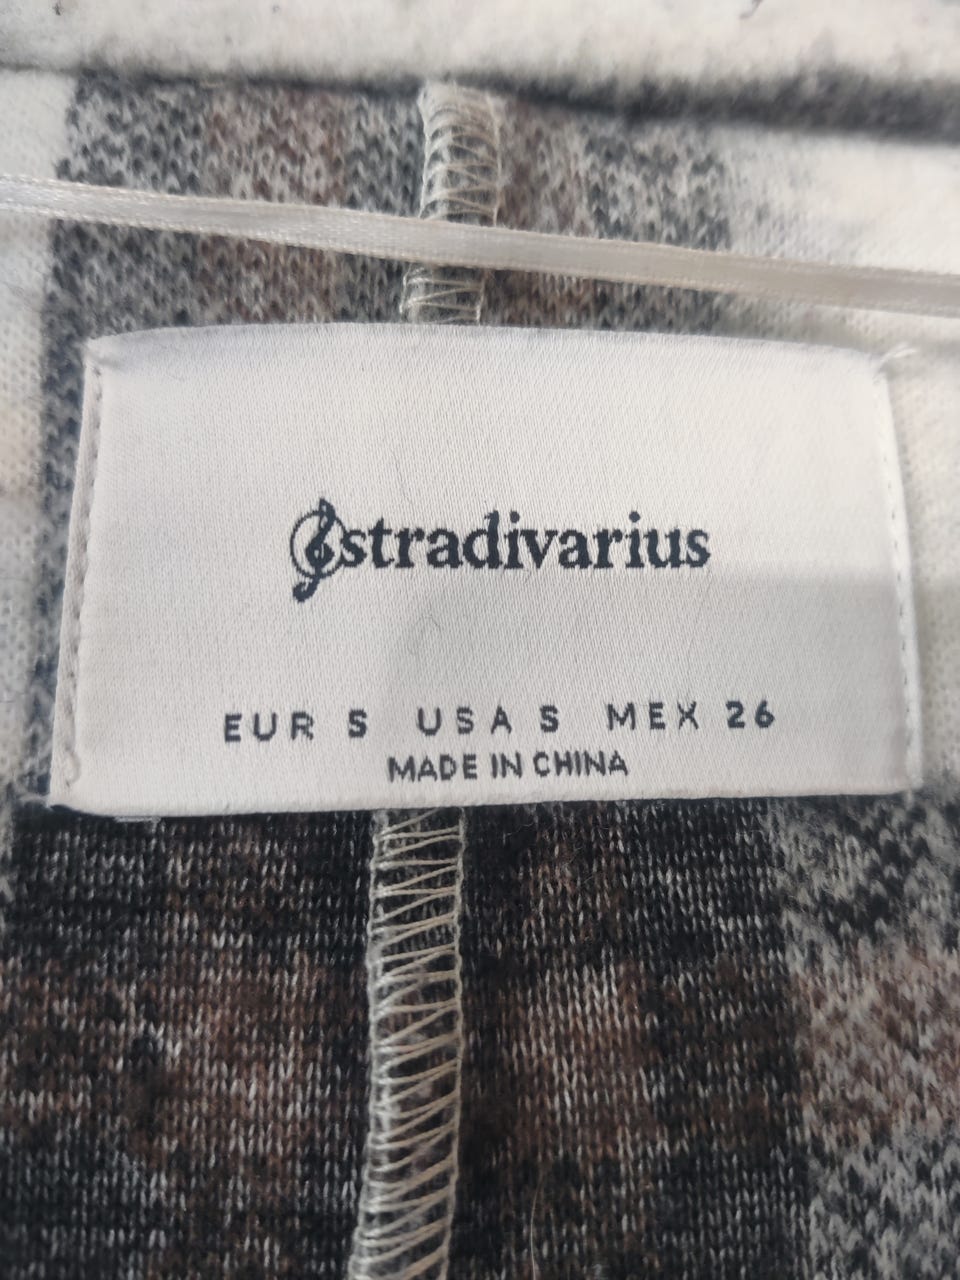 stradivarius
EUR S USA S MEX 26
MADE IN CHINA